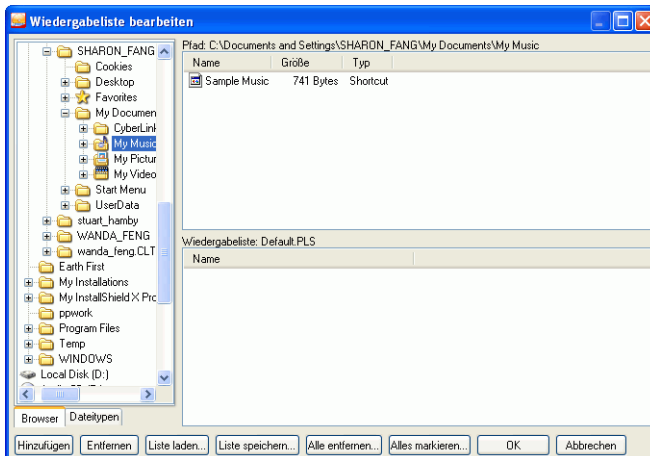 Wiedergabeliste bearbeiten
SHARON_FANG
Cookies
Desktop
Favorites
My Documen
CyberLink
My Music
My Pictur
My Video
Start Menu
UserData
stuart_hamby
WANDA_FENG
wanda_feng.CLT
Earth First
My Installations
My InstallShield X Pro
ppwork
Program Files
Temp
WINDOWS
Local Disk (D:)
Browser Dateitypen
Pfad: C:\Documents and Settings\SHARON_FANG\My Documents\My Music
Name Größe Typ
Sample Music 741 Bytes Shortcut
Wiedergabeliste: Default.PLS
Name
Hinzufügen Entfernen Liste laden... Liste speichern... Alle entfernen... Alles markieren... OK Abbrechen